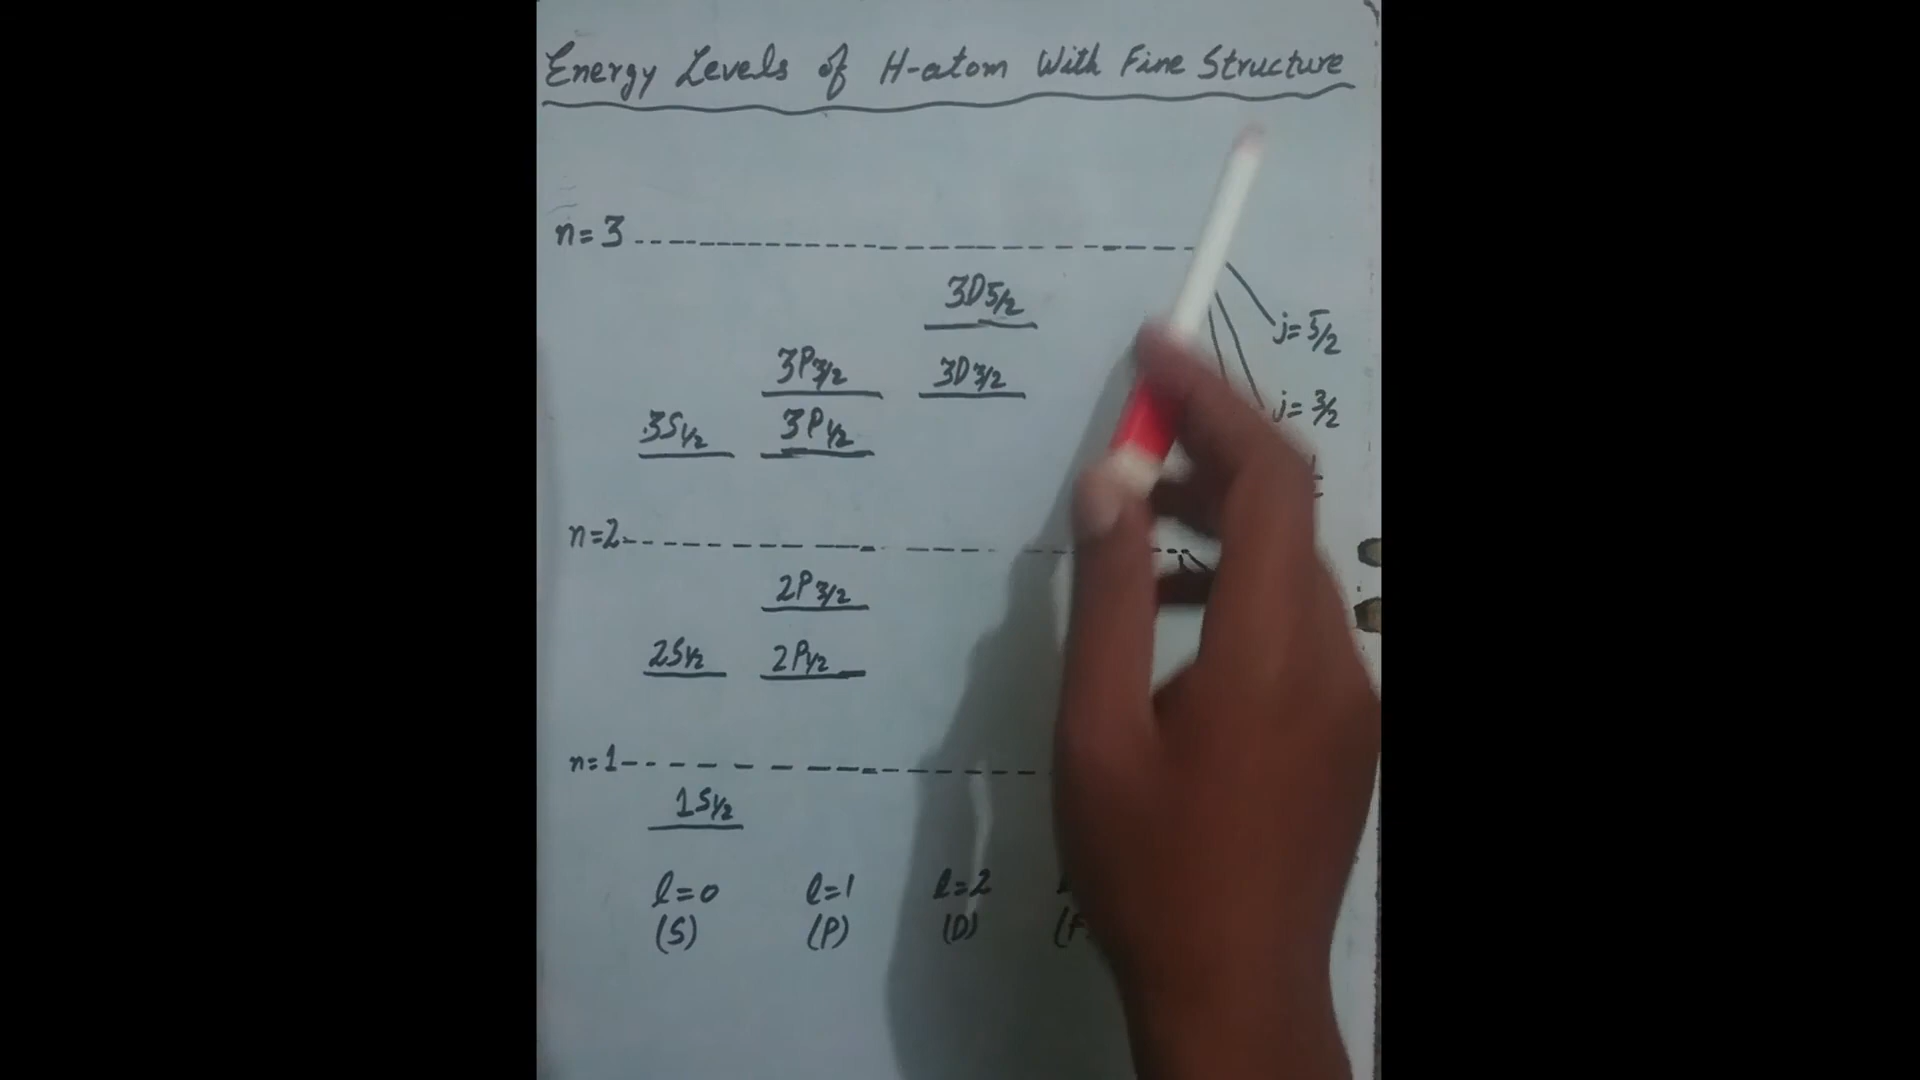 Energy Levels of H-atom With Fine Structure
n=3
3D5/2
j=5/2
3P3/2 3D3/2
j=3/2
3S1/2 3P1/2
n=2
2P3/2
2S1/2 2P1/2
n=1
1S1/2
l=0 l=1 l=2
(S) (P) (D) (F